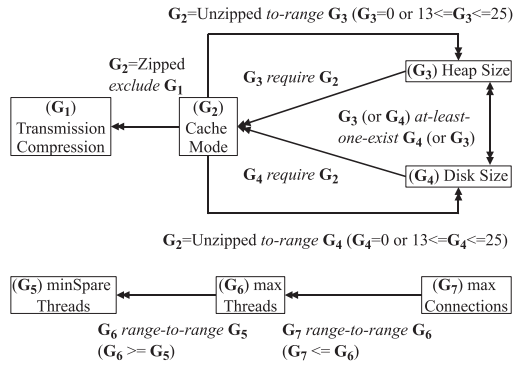 G2=Unzipped to-range G3 (G3=0 or 13<=G3<=25)
G2=Zipped
exclude G1
G3 require G2
(G3) Heap Size
(G1)
Transmission
Compression
(G2)
Cache
Mode
G3 (or G4) at-least-
one-exist G4 (or G3)
G4 require G2
(G4) Disk Size
G2=Unzipped to-range G4 (G4=0 or 13<=G4<=25)
(G5) minSpare
Threads
(G6) max
Threads
(G7) max
Connections
G6 range-to-range G5
(G6 >= G5)
G7 range-to-range G6
(G7 <= G6)